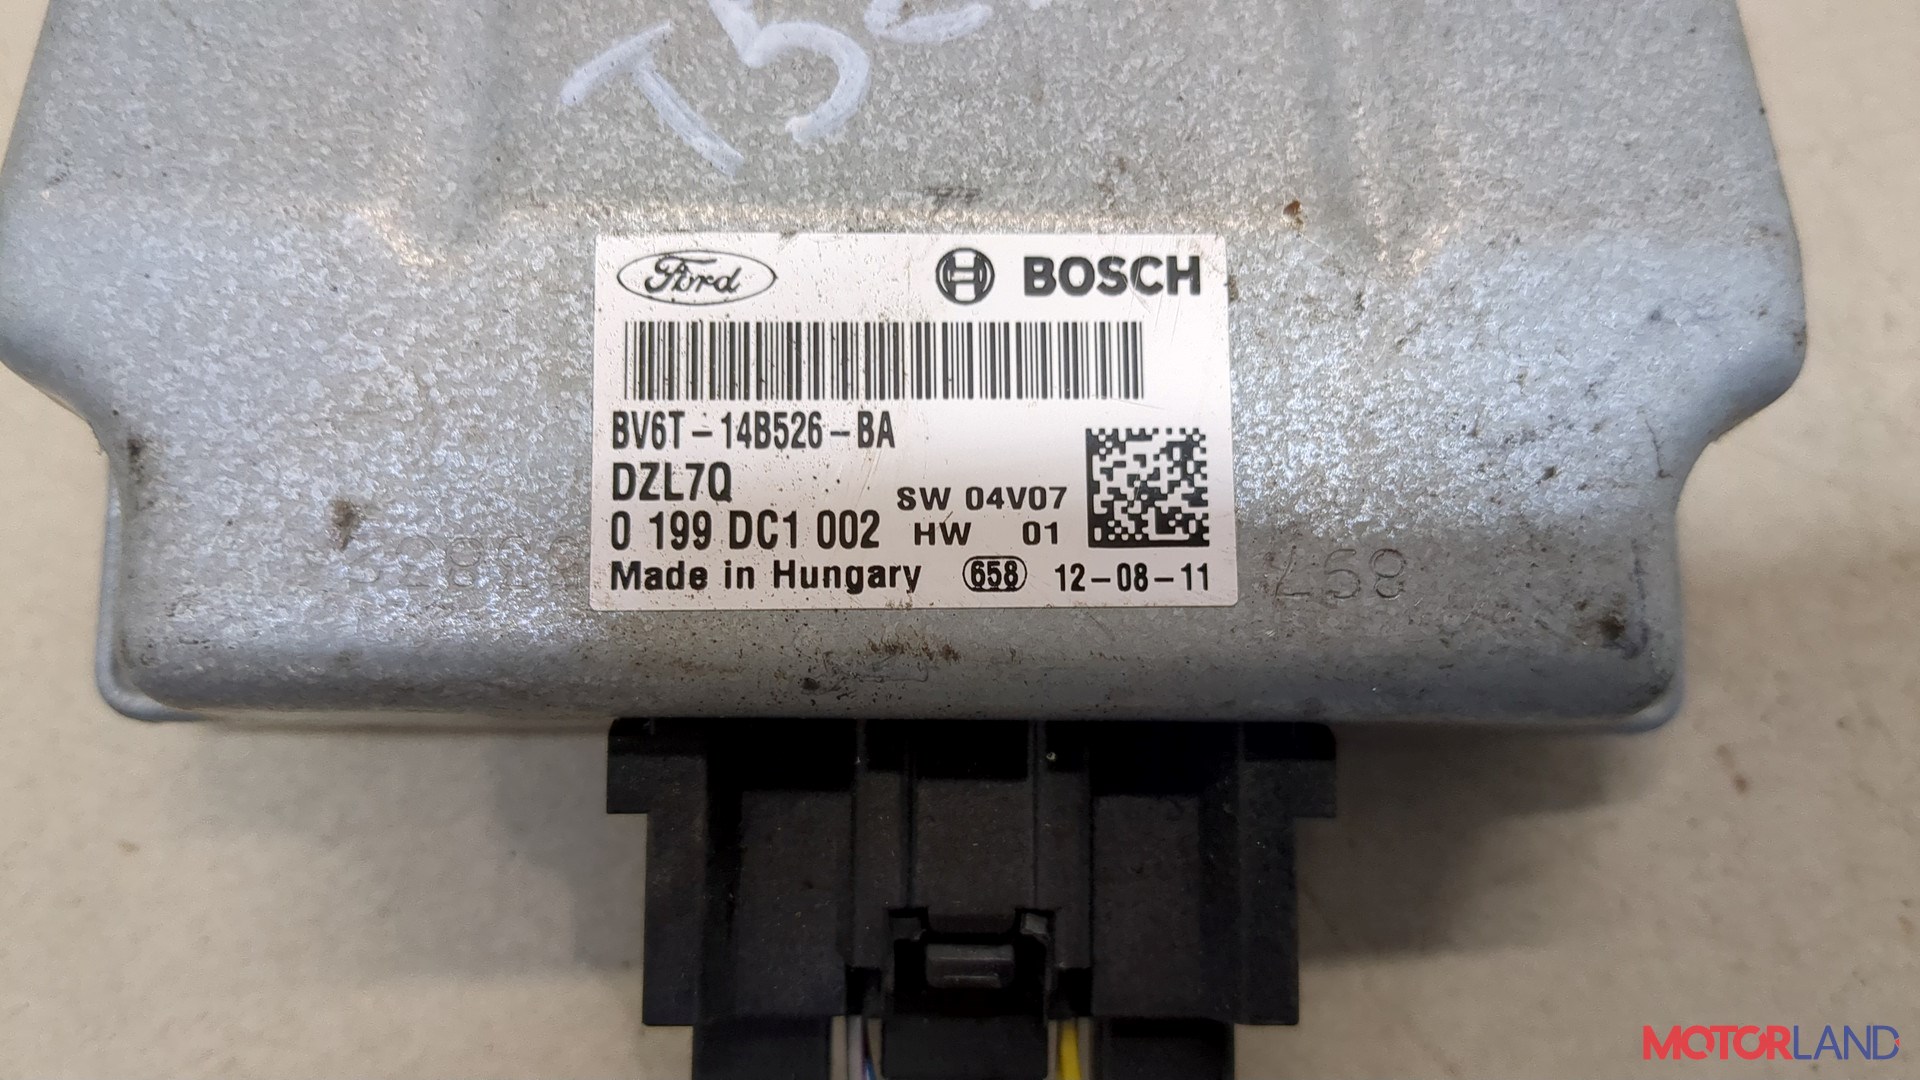 Ford BOSCH
BV6T-14B526-BA
DZL7Q
SW 04V07
0 199 DC1 002
HW 01
Made in Hungary 658 12-08-11
MOTORLAND